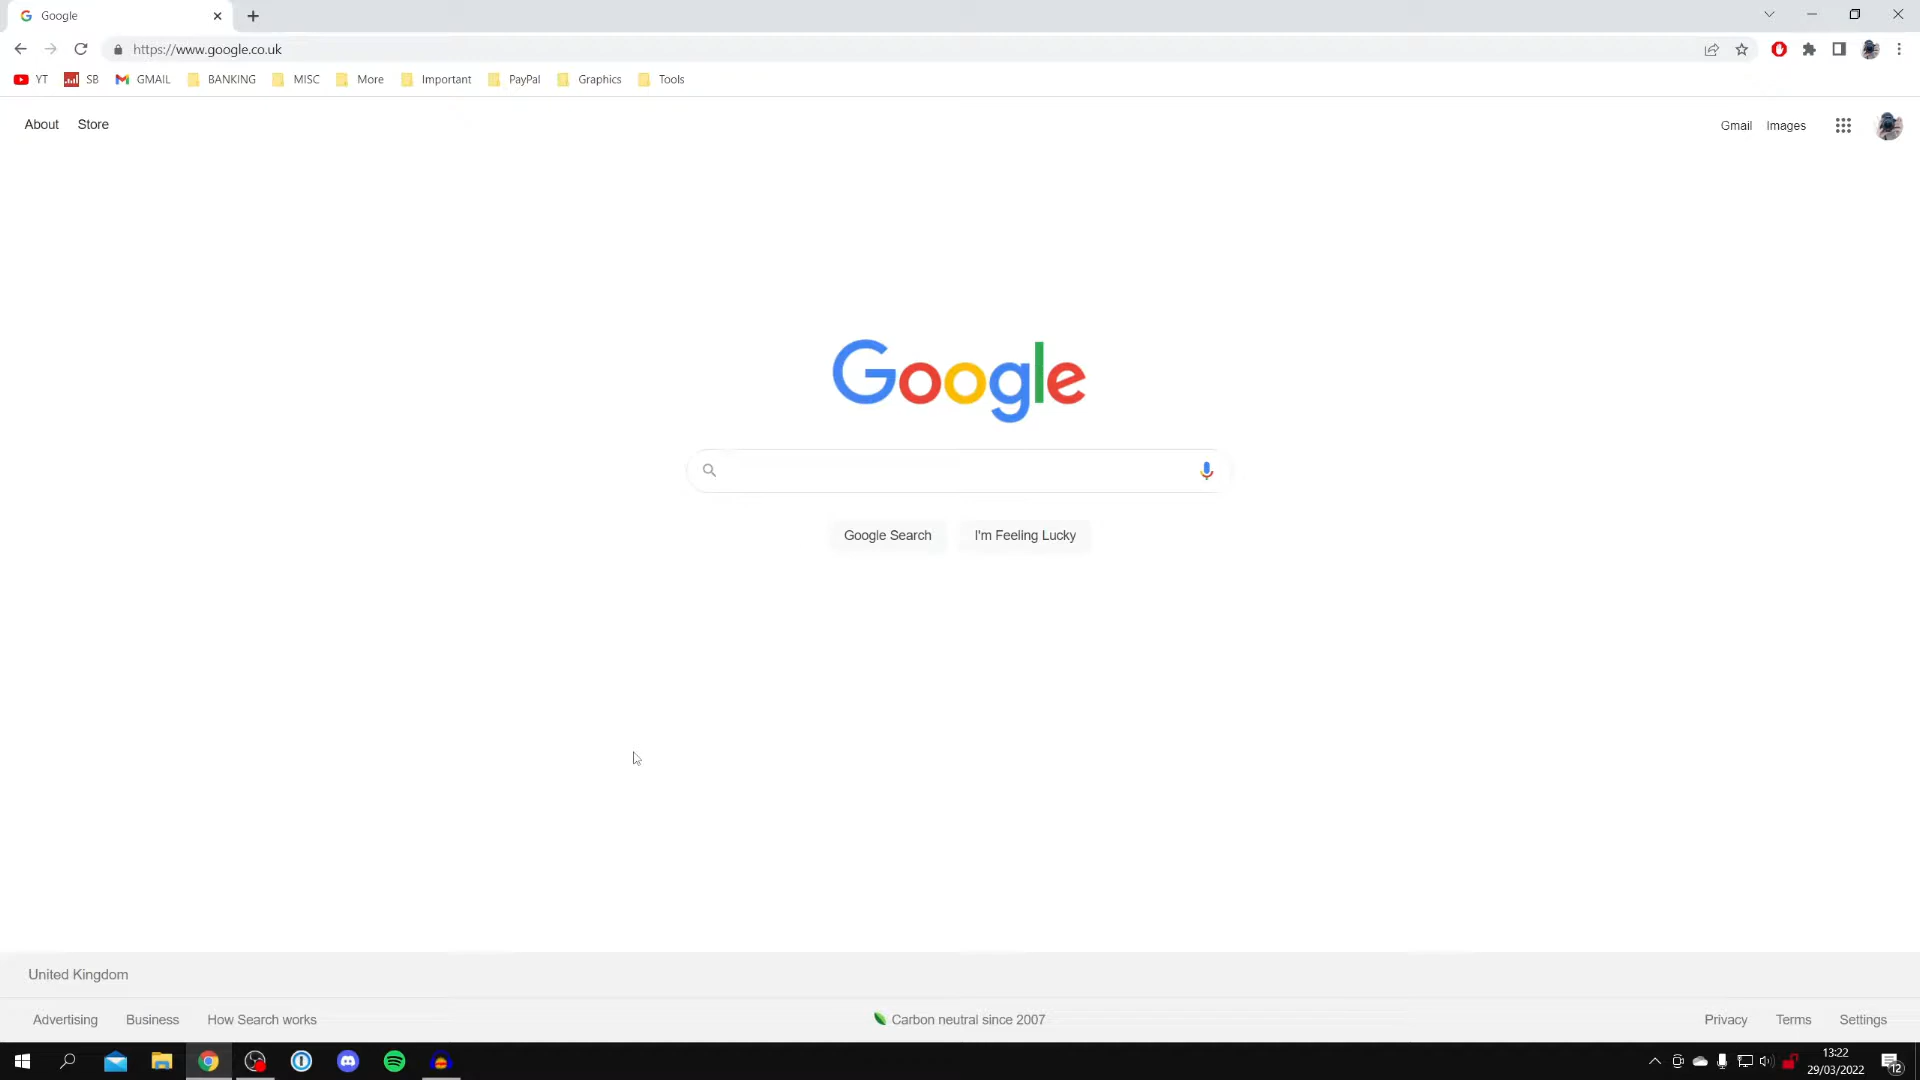 Google
https://www.google.co.uk
YT SB GMAIL BANKING MISC More Important PayPal Graphics Tools
About Store Gmail Images
Google
Google Search I'm Feeling Lucky
United Kingdom
Advertising Business How Search works Carbon neutral since 2007 Privacy Terms Settings
13:22
29/03/2022
12